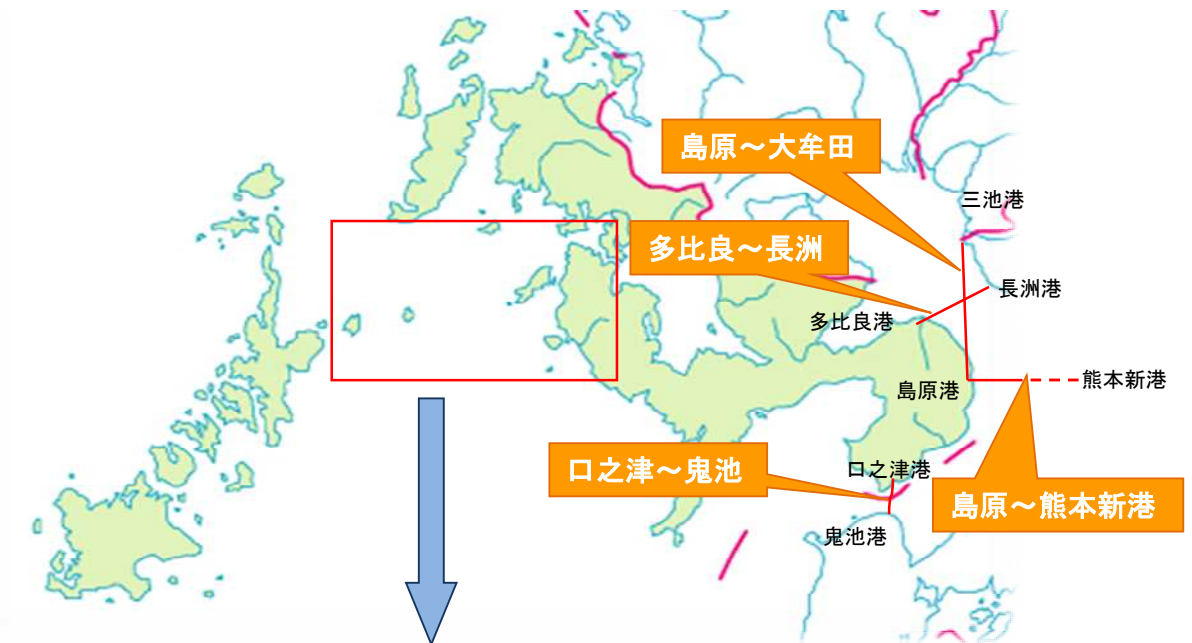 島原～大牟田
三池港
多比良～長洲
長洲港
多比良港
熊本新港
島原港
口之津～鬼池
口之津港
島原～熊本新港
鬼池港